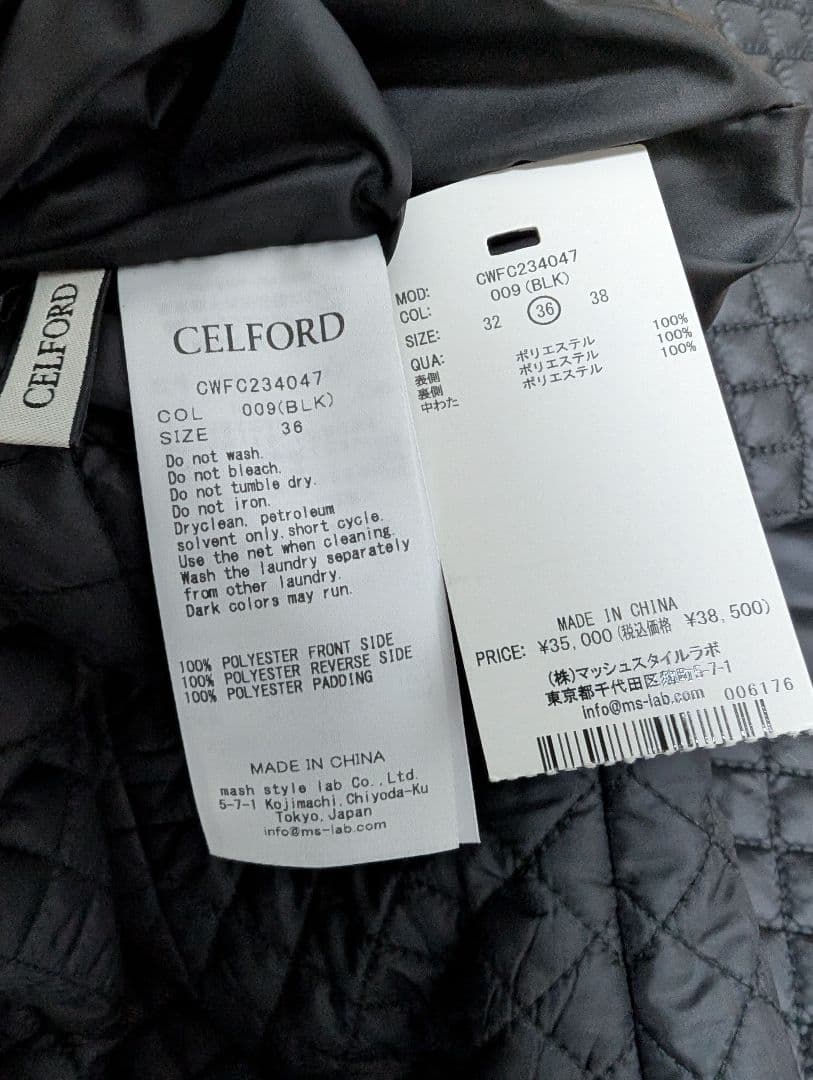 CELFORD
CELFORD
CWFC234047
COL 009(BLK)
SIZE 36
Do not wash.
Do not bleach.
Do not tumble dry.
Do not iron.
Dryclean, petroleum
solvent only,short cycle.
Use the net when cleaning.
Wash the laundry separately
from other laundry.
Dark colors may run.
100% POLYESTER FRONT SIDE
100% POLYESTER REVERSE SIDE
100% POLYESTER PADDING
MADE IN CHINA
mash style lab Co.,Ltd.
5-7-1 Kojimachi,Chiyoda-Ku
Tokyo,Japan
info@ms-lab.com
MOD: CWFC234047
COL: 009(BLK)
SIZE: 32 36 38
QUA:
表側 ポリエステル 100%
裏側 ポリエステル 100%
中わた ポリエステル 100%
MADE IN CHINA
PRICE: ¥35,000(税込価格 ¥38,500)
(株)マッシュスタイルラボ
東京都千代田区麹町5-7-1
info@ms-lab.com 006176